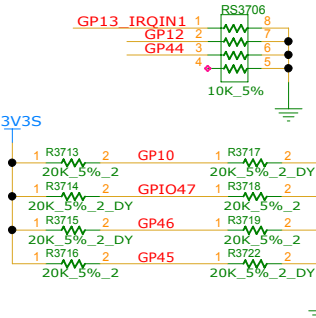 RS3706
GP13_IRQIN1 1 8
GP12 2 7
GP44 3 6
4 5
10K_5%
3V3S
1 R3713 2 GP10 1 R3717 2
20K_5%_2 20K_5%_DY
1 R3714 2 GPIO47 1 R3718 2
20K_5%_2_DY 20K_5%_2
1 R3715 2 GP46 1 R3719 2
20K_5%_2_DY 20K_5%_2
1 R3716 2 GP45 1 R3722 2
20K_5%_2 20K_5%_2_DY